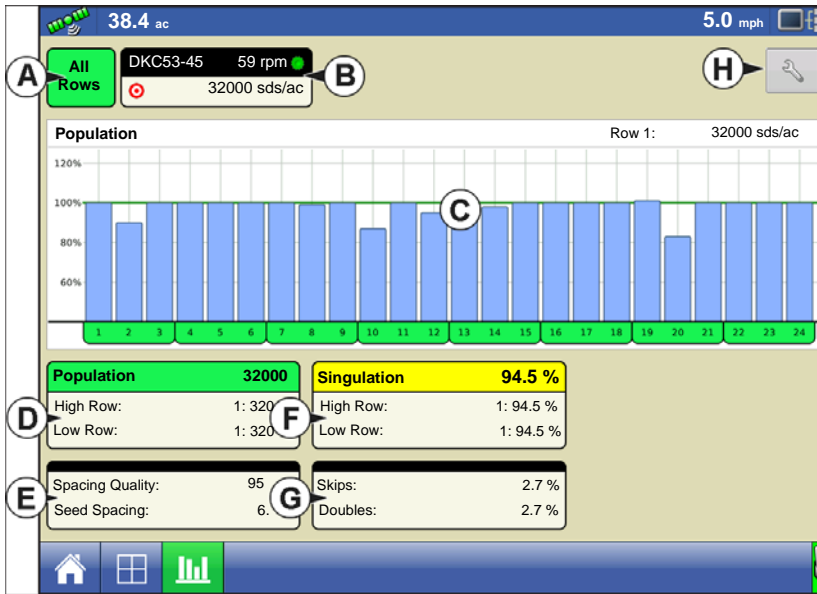 38.4 ac
5.0 mph
A
All Rows
DKC53-45 59 rpm
32000 sds/ac
B
H
Population Row 1: 32000 sds/ac
120%
100%
C
80%
60%
1 2 3 4 5 6 7 8 9 10 11 12 13 14 15 16 17 18 19 20 21 22 23 24
Population 32000
Singulation 94.5 %
D
High Row: 1: 320
Low Row: 1: 320
F
High Row: 1: 94.5 %
Low Row: 1: 94.5 %
E
Spacing Quality: 95
Seed Spacing: 6.
G
Skips: 2.7 %
Doubles: 2.7 %